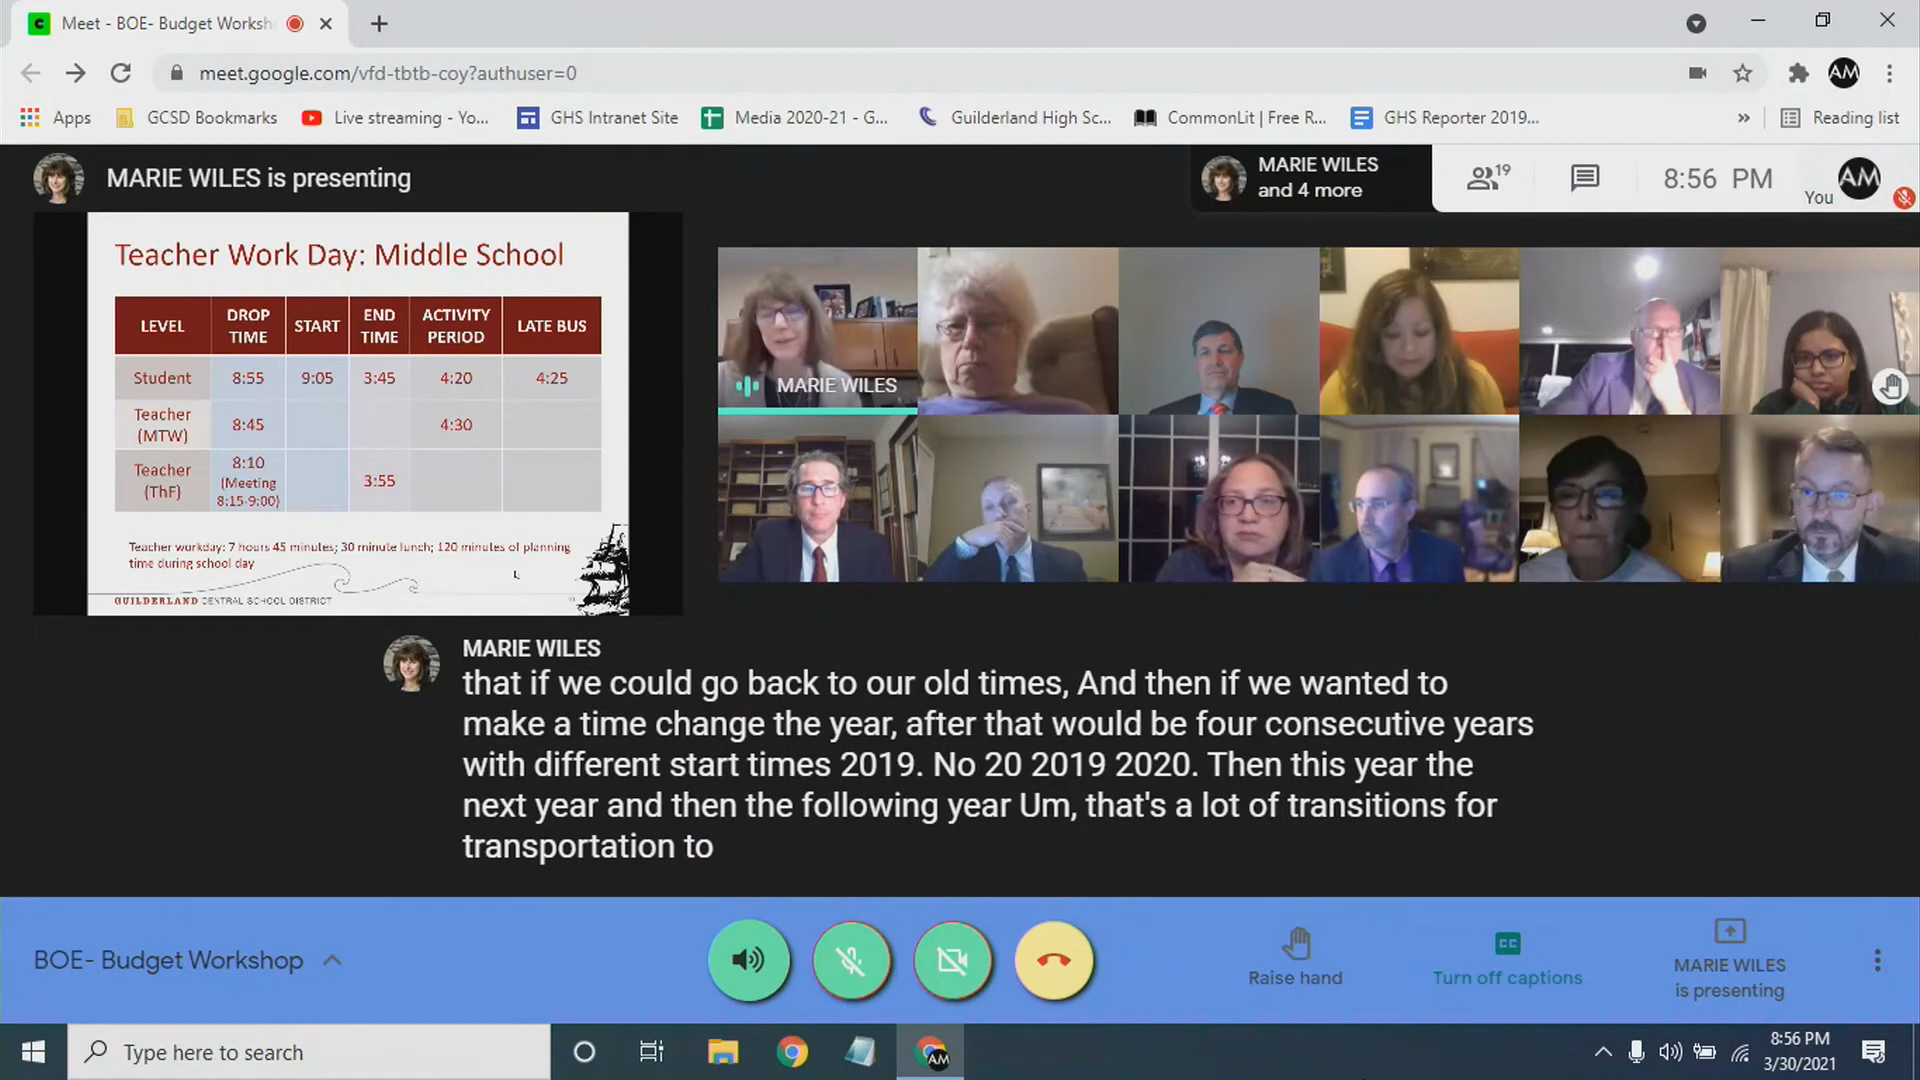 Meet - BOE- Budget Worksh
meet.google.com/vfd-tbtb-coy?authuser=0
AM
Apps
GCSD Bookmarks
Live streaming - Yo...
GHS Intranet Site
Media 2020-21 - G...
Guilderland High Sc...
CommonLit | Free R...
GHS Reporter 2019...
»
Reading list
MARIE WILES is presenting
MARIE WILES
and 4 more
19
8:56 PM
You
AM
Teacher Work Day: Middle School
LEVEL DROP TIME START END TIME ACTIVITY PERIOD LATE BUS
Student 8:55 9:05 3:45 4:20 4:25
Teacher (MTW) 8:45 4:30
Teacher (ThF) 8:10 (Meeting 8:15-9:00) 3:55
Teacher workday: 7 hours 45 minutes; 30 minute lunch; 120 minutes of planning
time during school day
GUILDERLAND CENTRAL SCHOOL DISTRICT
MARIE WILES
MARIE WILES
that if we could go back to our old times, And then if we wanted to
make a time change the year, after that would be four consecutive years
with different start times 2019. No 20 2019 2020. Then this year the
next year and then the following year Um, that's a lot of transitions for
transportation to
BOE- Budget Workshop
Raise hand
CC
Turn off captions
MARIE WILES
is presenting
Type here to search
AM
8:56 PM
3/30/2021